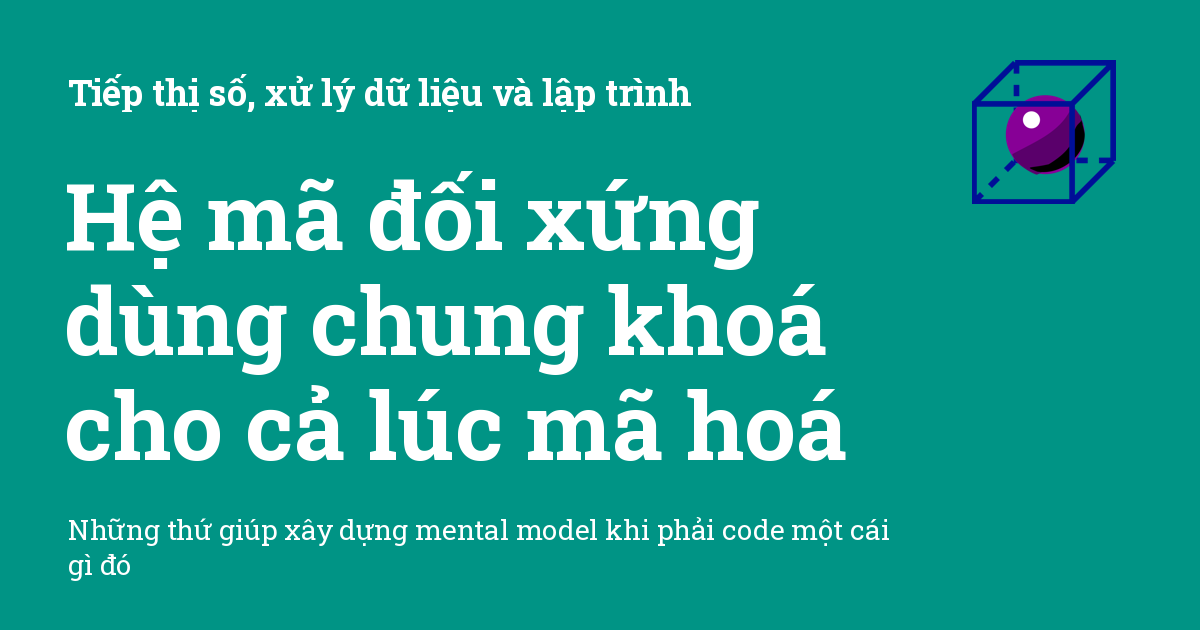 Tiếp thị số, xử lý dữ liệu và lập trình
Hệ mã đối xứng
dùng chung khoá
cho cả lúc mã hoá
Những thứ giúp xây dựng mental model khi phải code một cái
gì đó